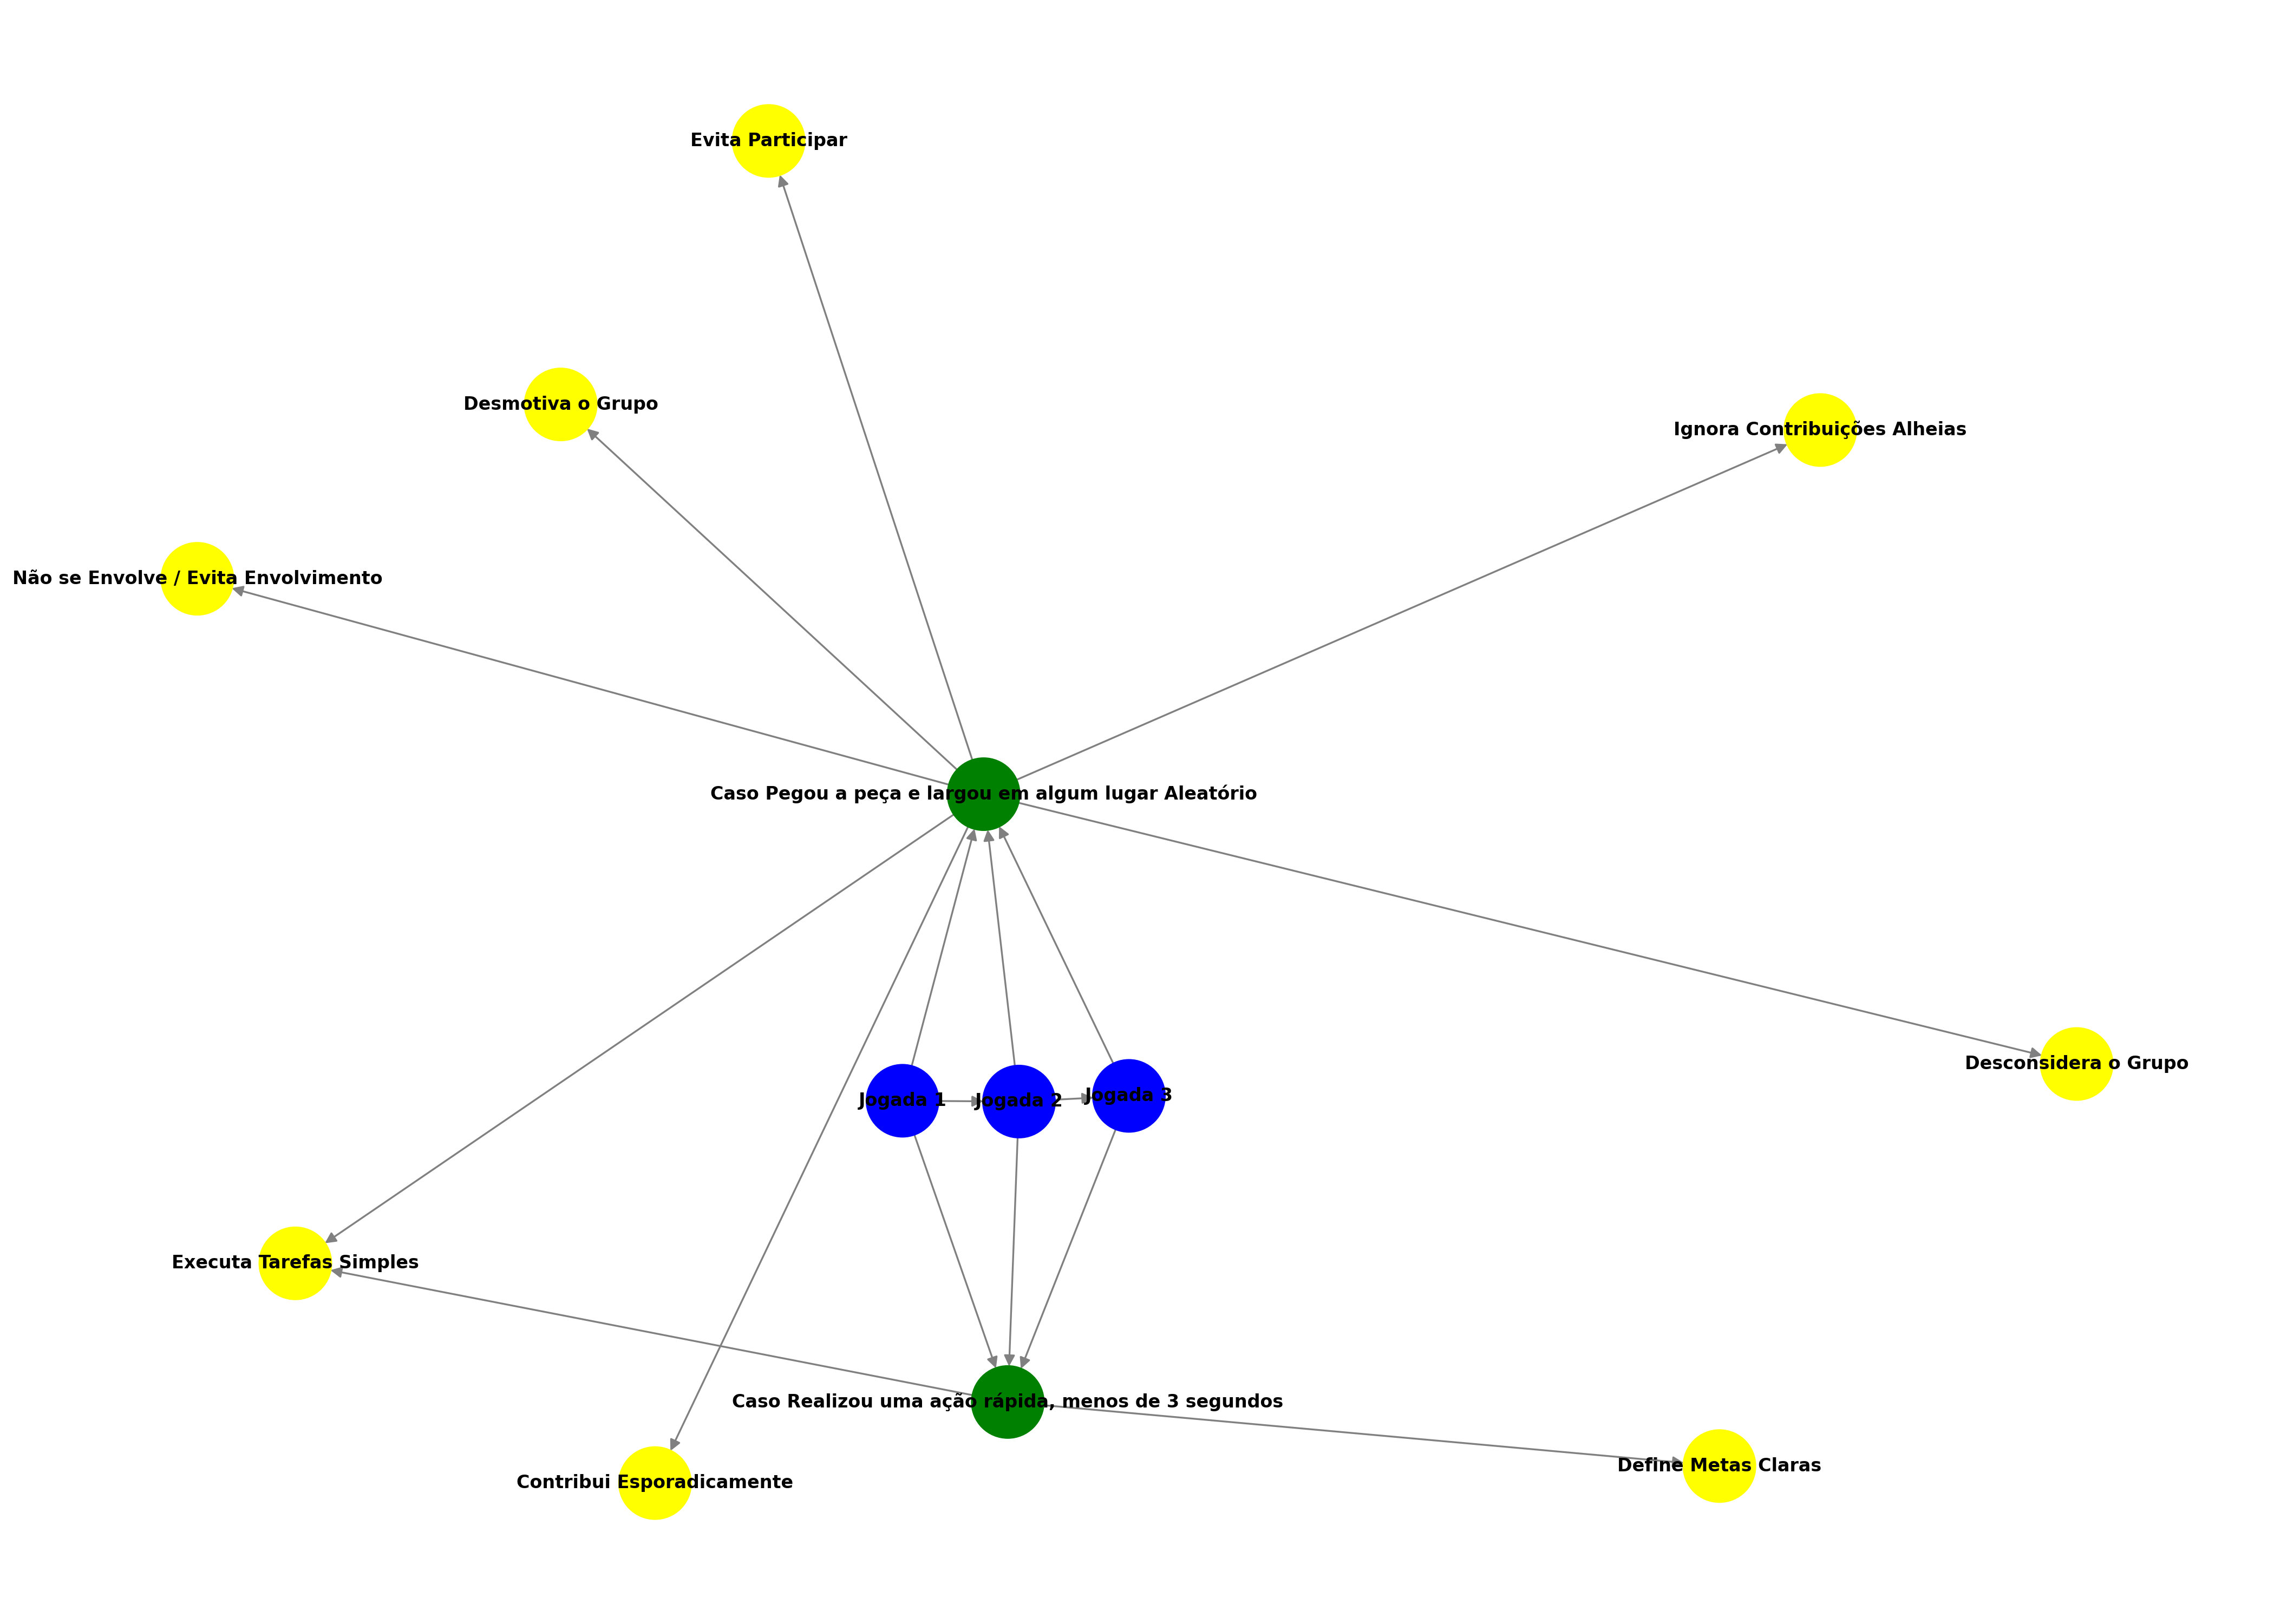 Evita Participar
Desmotiva o Grupo
Ignora Contribuições Alheias
Não se Envolve / Evita Envolvimento
Caso Pegou a peça e largou em algum lugar Aleatório
Desconsidera o Grupo
Jogada 1
Jogada 2
Jogada 3
Executa Tarefas Simples
Caso Realizou uma ação rápida, menos de 3 segundos
Define Metas Claras
Contribui Esporadicamente